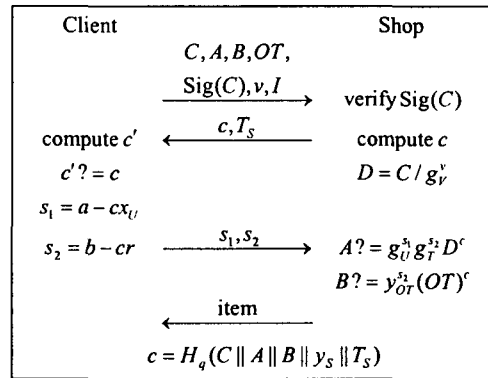 Client Shop
C, A, B, OT,
Sig(C), v, I
verify Sig(C)
compute c′ c, T_S compute c
c′? = c D = C / g_V^v
s_1 = a − cx_U
s_2 = b − cr s_1, s_2 A? = g_U^{s_1} g_T^{s_2} D^c
B? = y_{OT}^{s_2} (OT)^c
item
c = H_q(C || A || B || y_S || T_S)